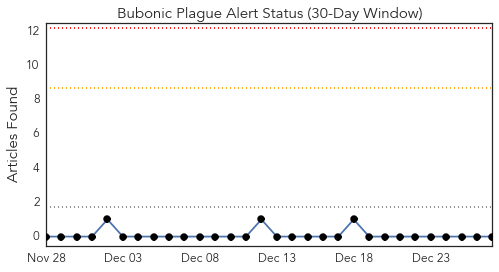 Bubonic Plague Alert Status (30-Day Window)
Articles Found
12
10
8
6
4
2
0
Nov 28 Dec 03 Dec 08 Dec 13 Dec 18 Dec 23